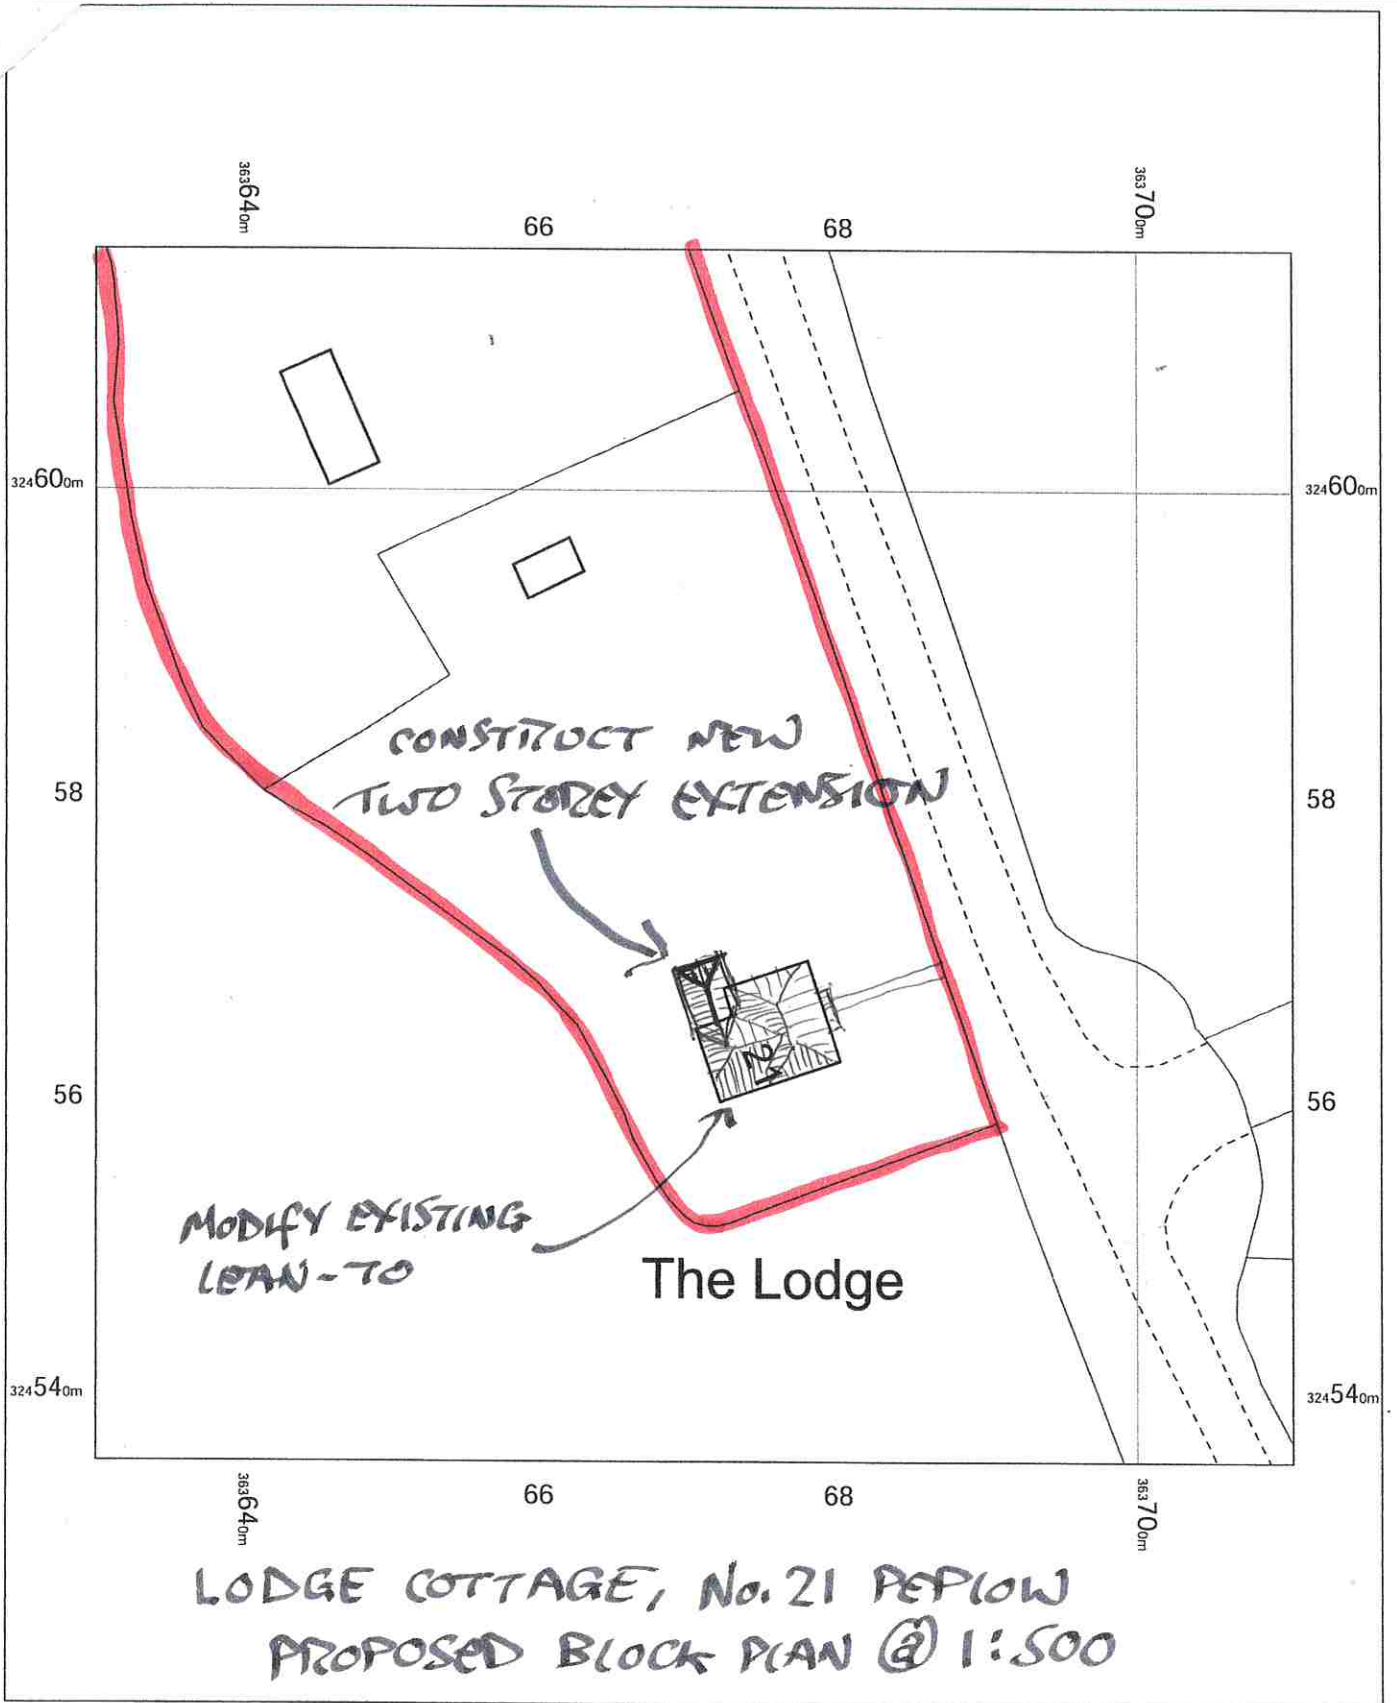 363640m
66
68
363700m
324600m
324600m
CONSTRUCT NEW
TWO STOREY EXTENSION
58
58
21
56
56
MODIFY EXISTING
LEAN-TO
The Lodge
324540m
324540m
363640m
66
68
363700m
LODGE COTTAGE, No. 21 PEPLOW
PROPOSED BLOCK PLAN @ 1:500